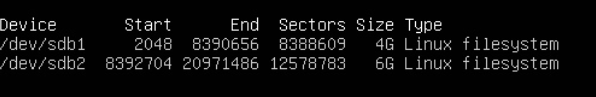 Device Start End Sectors Size Type
/dev/sdb1 2048 8390656 8388609 4G Linux filesystem
/dev/sdb2 8392704 20971486 12578783 6G Linux filesystem